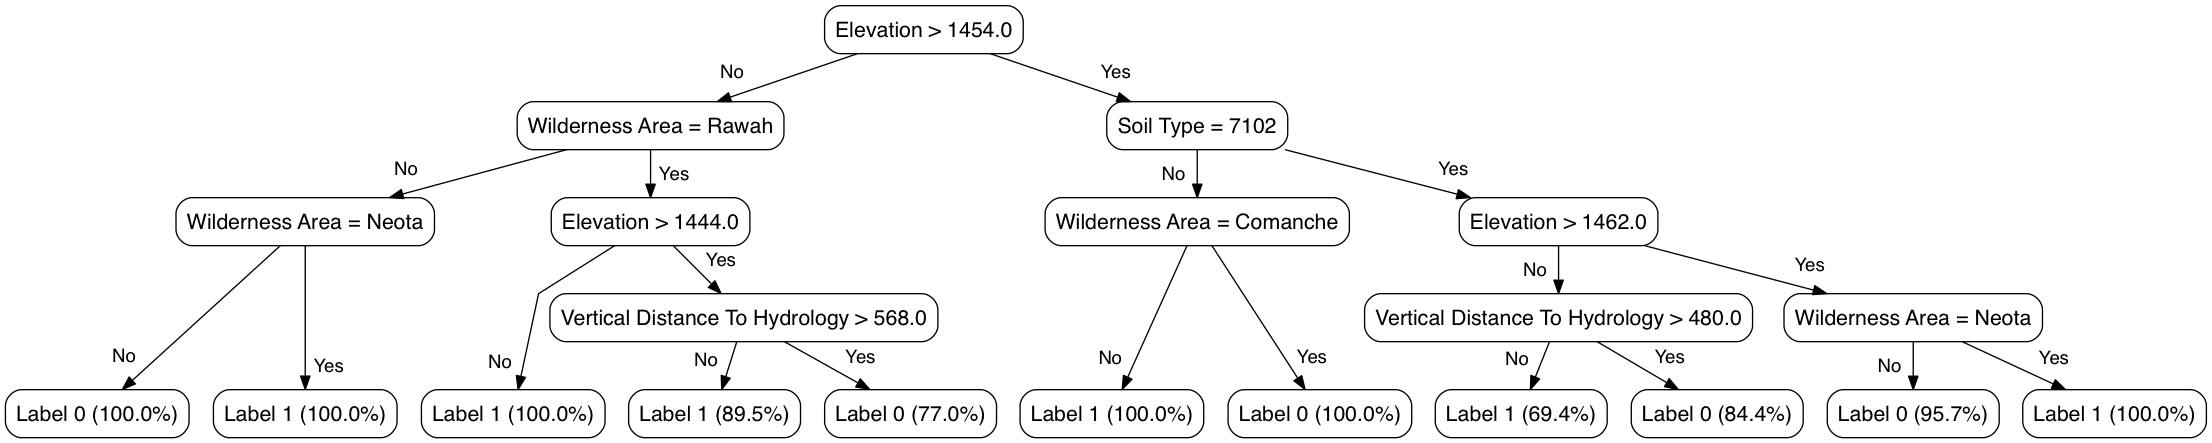 Elevation > 1454.0
No
Yes
Wilderness Area = Rawah
Soil Type = 7102
No
Yes
No
Yes
Wilderness Area = Neota
Elevation > 1444.0
Wilderness Area = Comanche
Elevation > 1462.0
Yes
No
Yes
Vertical Distance To Hydrology > 568.0
Vertical Distance To Hydrology > 480.0
Wilderness Area = Neota
No
Yes
No
No
Yes
No
Yes
No
Yes
No
Yes
Label 0 (100.0%)
Label 1 (100.0%)
Label 1 (100.0%)
Label 1 (89.5%)
Label 0 (77.0%)
Label 1 (100.0%)
Label 0 (100.0%)
Label 1 (69.4%)
Label 0 (84.4%)
Label 0 (95.7%)
Label 1 (100.0%)